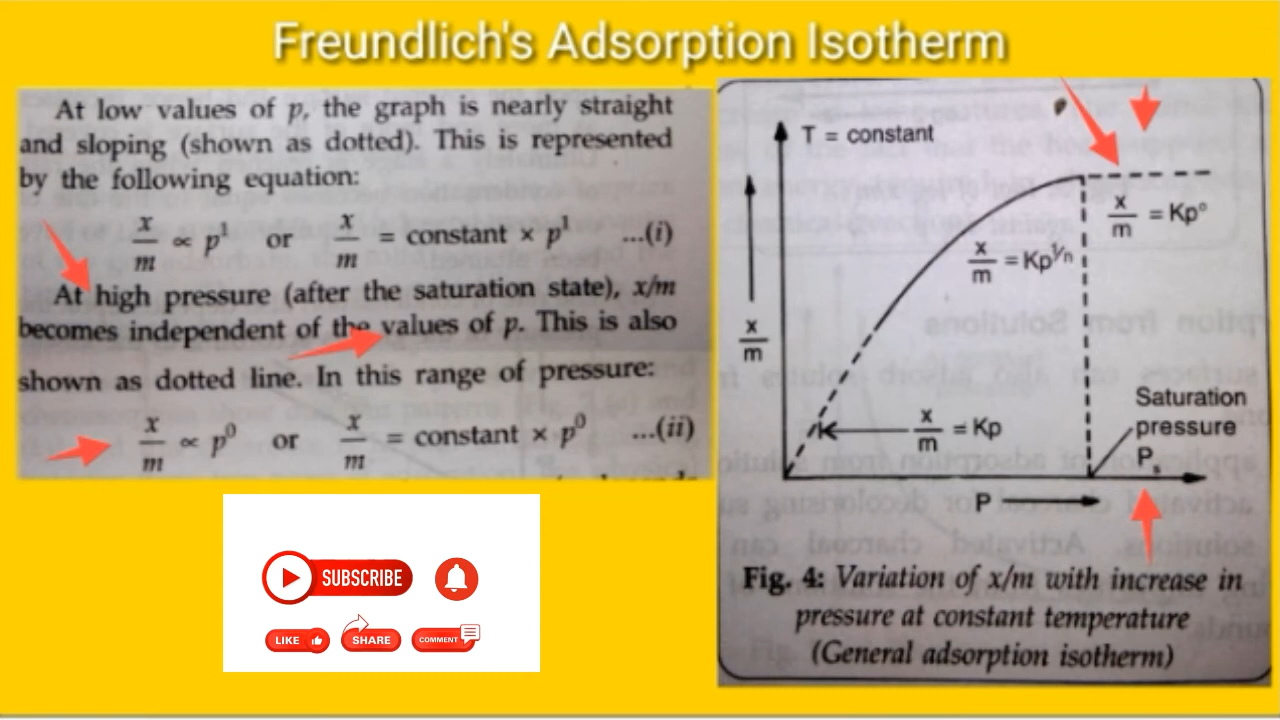 Freundlich's Adsorption Isotherm
At low values of p, the graph is nearly straight
and sloping (shown as dotted). This is represented
by the following equation:
x/m ∝ p¹ or x/m = constant × p¹ ...(i)
At high pressure (after the saturation state), x/m
becomes independent of the values of p. This is also
shown as dotted line. In this range of pressure:
x/m ∝ p⁰ or x/m = constant × p⁰ ...(ii)
SUBSCRIBE
LIKE
SHARE
COMMENT
T = constant
x/m = Kp°
x/m = Kp^1/n
x/m
x/m = Kp
Saturation
pressure
Pₛ
P
Fig. 4: Variation of x/m with increase in
pressure at constant temperature
(General adsorption isotherm)